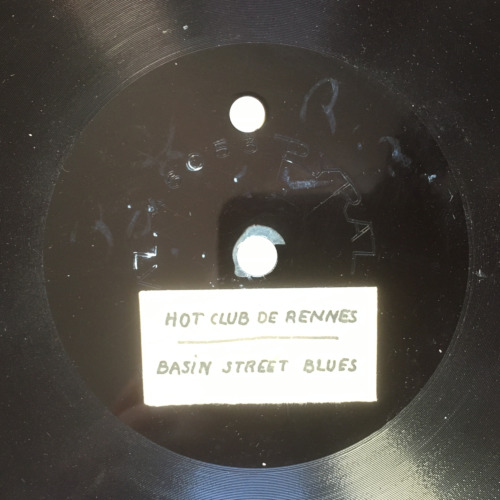 HOT CLUB DE RENNES
BASIN STREET BLUES